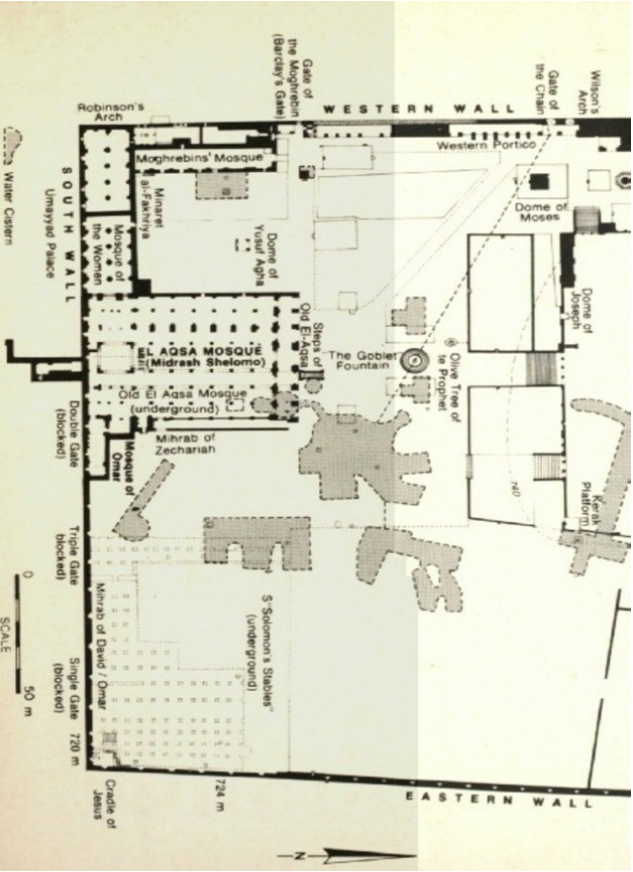 Robinson's
Arch
Gate of
the Moghrebin
(Barclay's Gate)
WESTERN WALL
Gate of
the Chain
Wilson's
Arch
Western Portico
Moghrebins' Mosque
Dome of
Moses
Water Cistern
SOUTH WALL
Umayyad Palace
Minaret
al-Fakhriya
Mosque of
the Women
Dome of
Yusuf Agha
Dome of
Joseph
EL AQSA MOSQUE
(Midrash Shelomo)
Steps of
Old El-Aqsa
The Goblet
Fountain
Olive Tree of
te Prophet
Old El Aqsa Mosque
(underground)
Double Gate
(blocked)
Mosque of
Omar
Mihrab of
Zechariah
740
Kerak
Platform
Triple Gate
blocked)
Mihrab of David / Omar
S"Solomon's Stables"
(underground)
Single Gate
(blocked)
720 m
0
50 m
SCALE
Cradle of
Jesus
724 m
EASTERN WALL
N